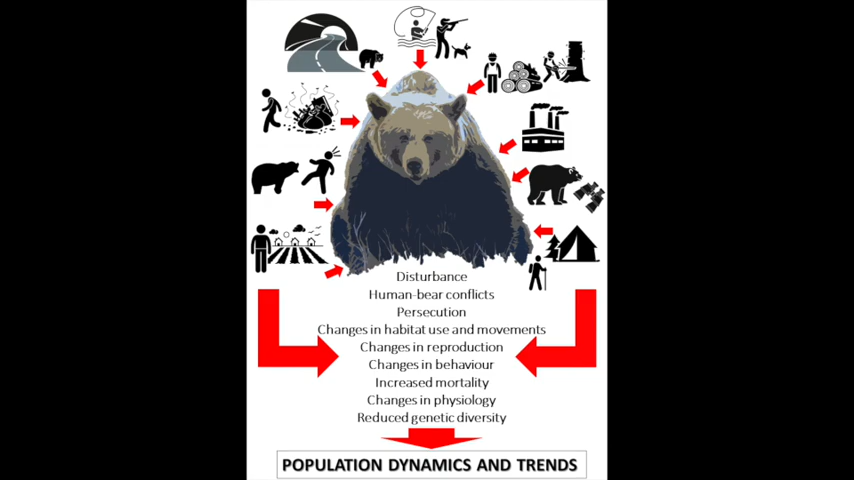 Disturbance
Human-bear conflicts
Persecution
Changes in habitat use and movements
Changes in reproduction
Changes in behaviour
Increased mortality
Changes in physiology
Reduced genetic diversity
POPULATION DYNAMICS AND TRENDS